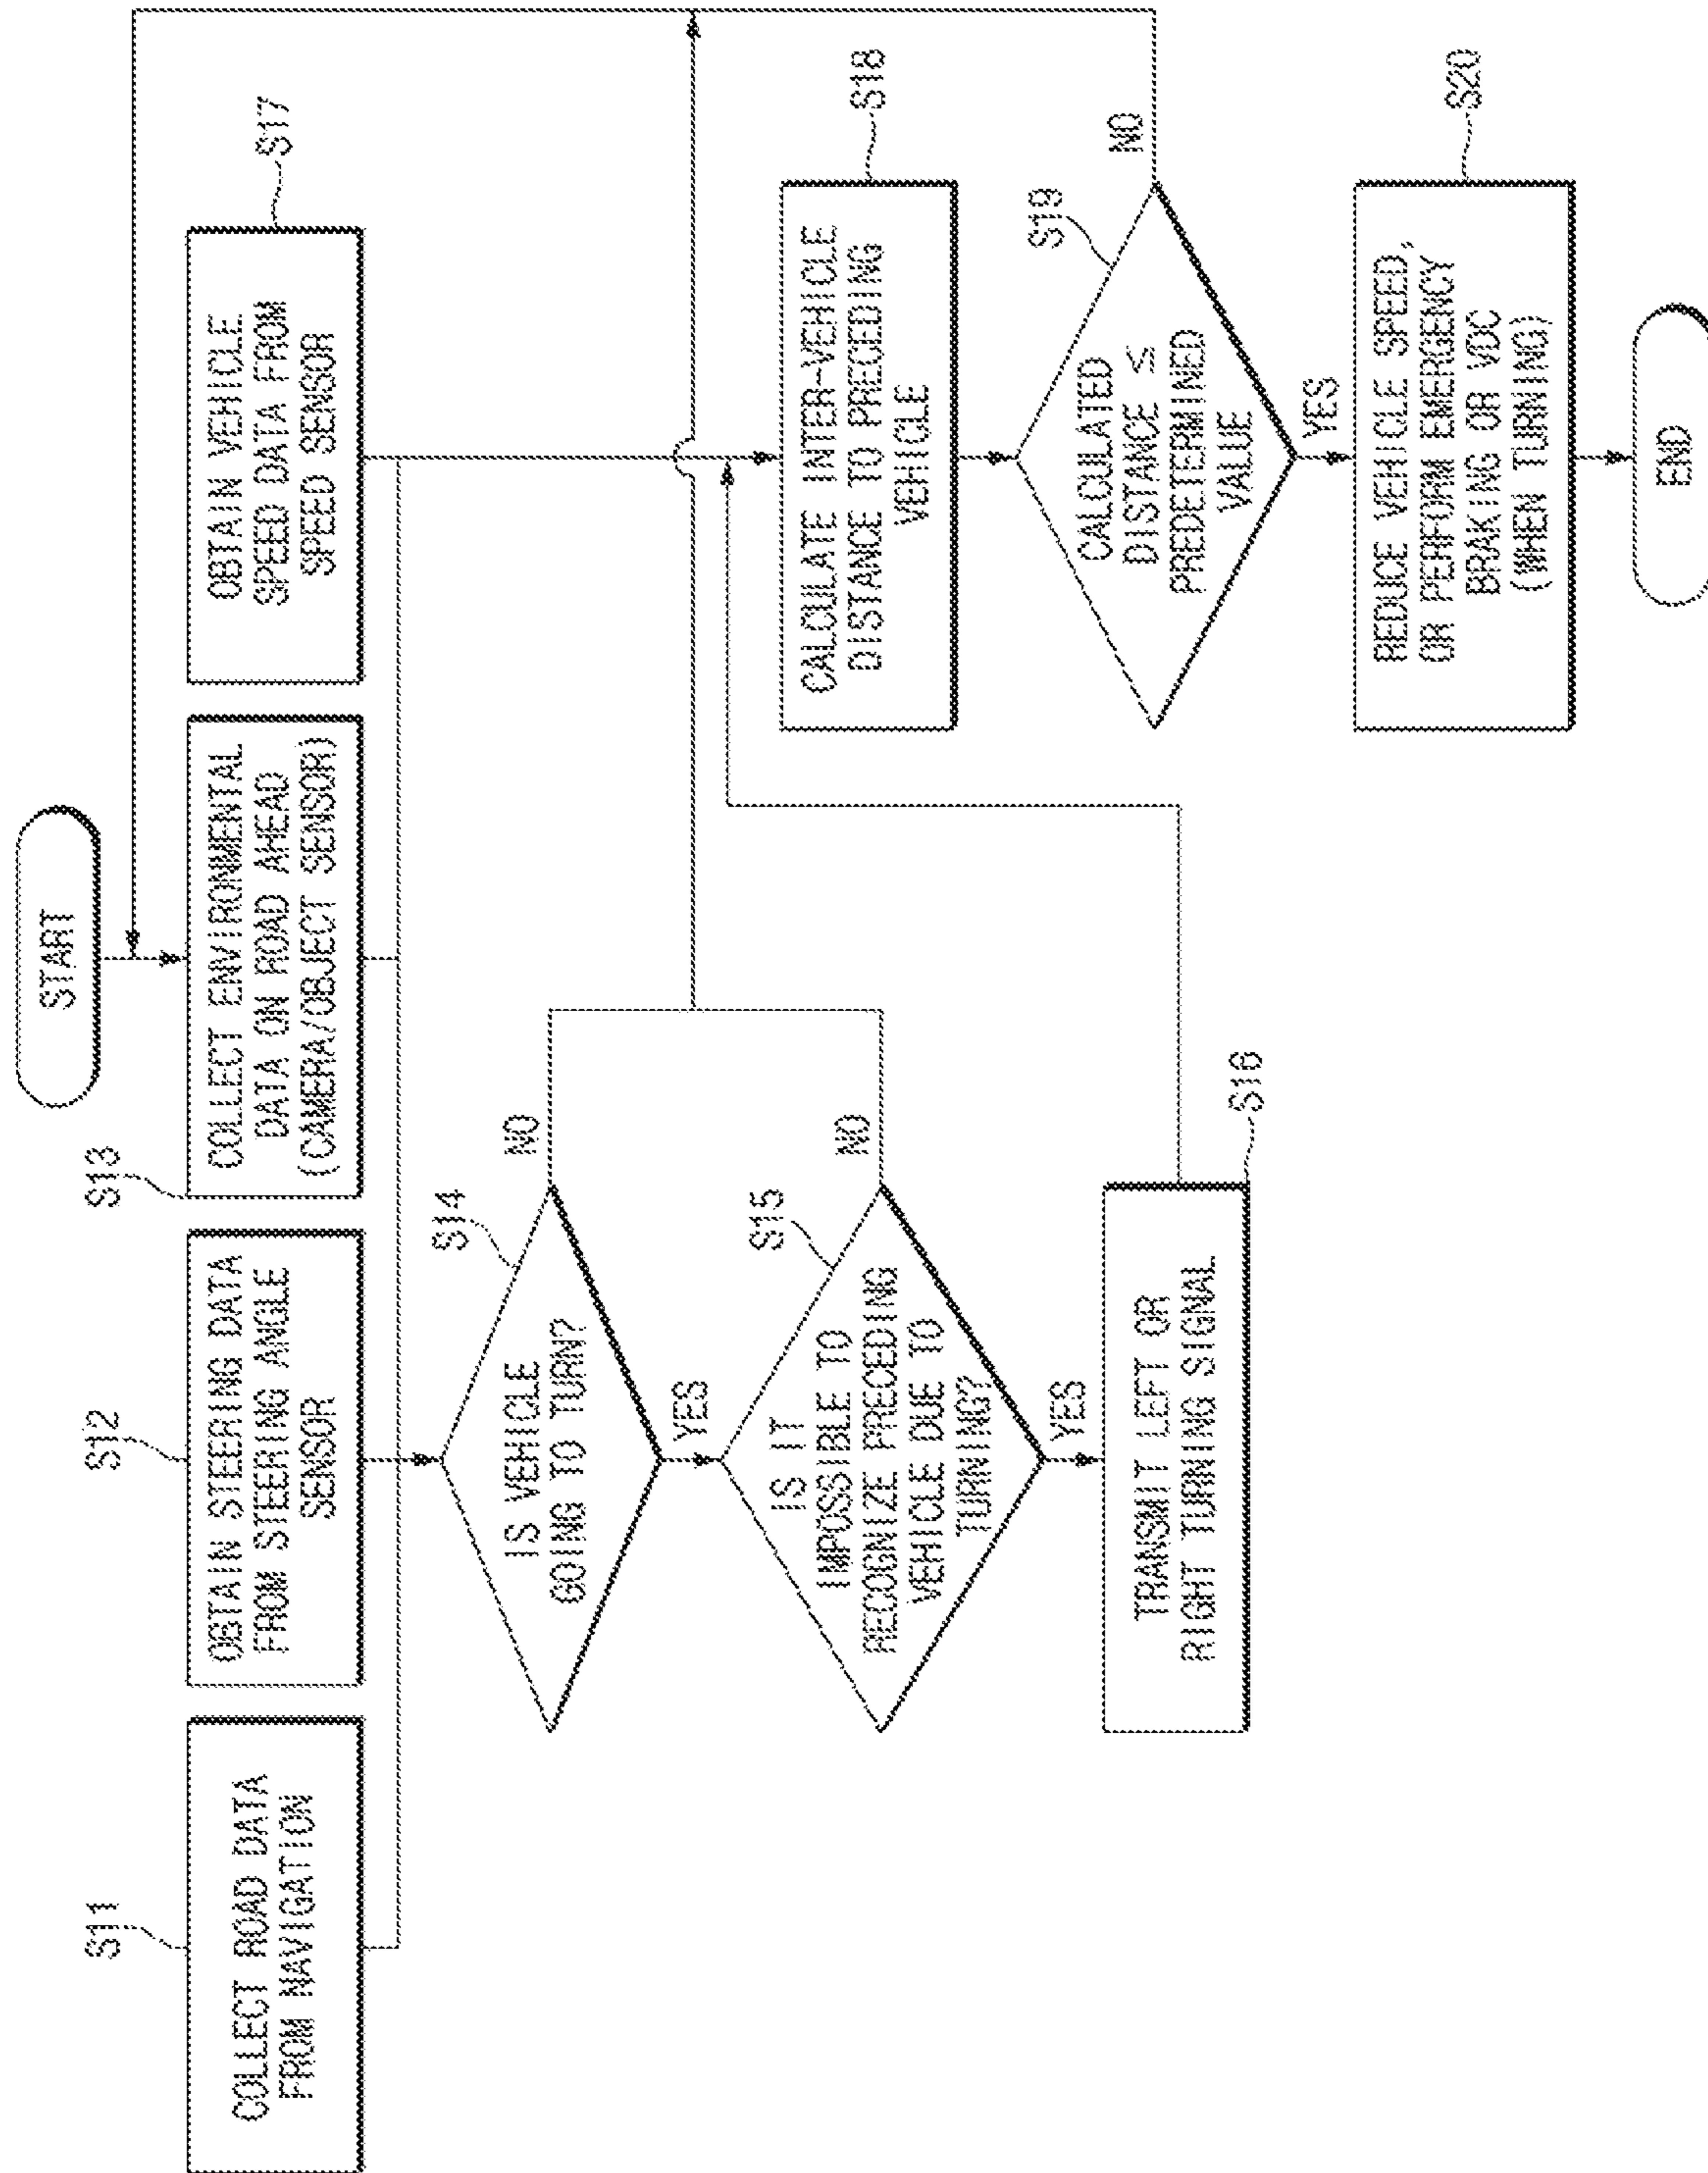 START
S11
COLLECT ROAD DATA
FROM NAVIGATION
S12
OBTAIN STEERING DATA
FROM STEERING ANGLE
SENSOR
S13
COLLECT ENVIRONMENTAL
DATA ON ROAD AHEAD
(CAMERA/OBJECT SENSOR)
S17
OBTAIN VEHICLE
SPEED DATA FROM
SPEED SENSOR
S14
IS VEHICLE
GOING TO TURN?
NO
YES
S15
IS IT
IMPOSSIBLE TO
RECOGNIZE PRECEDING
VEHICLE DUE TO
TURNING?
NO
YES
TRANSMIT LEFT OR
RIGHT TURNING SIGNAL
S16
S18
CALCULATE INTER-VEHICLE
DISTANCE TO PRECEDING
VEHICLE
S19
CALCULATED
DISTANCE ≤
PREDETERMINED
VALUE
NO
YES
S20
REDUCE VEHICLE SPEED,
OR PERFORM EMERGENCY
BRAKING OR VDC
(WHEN TURNING)
END